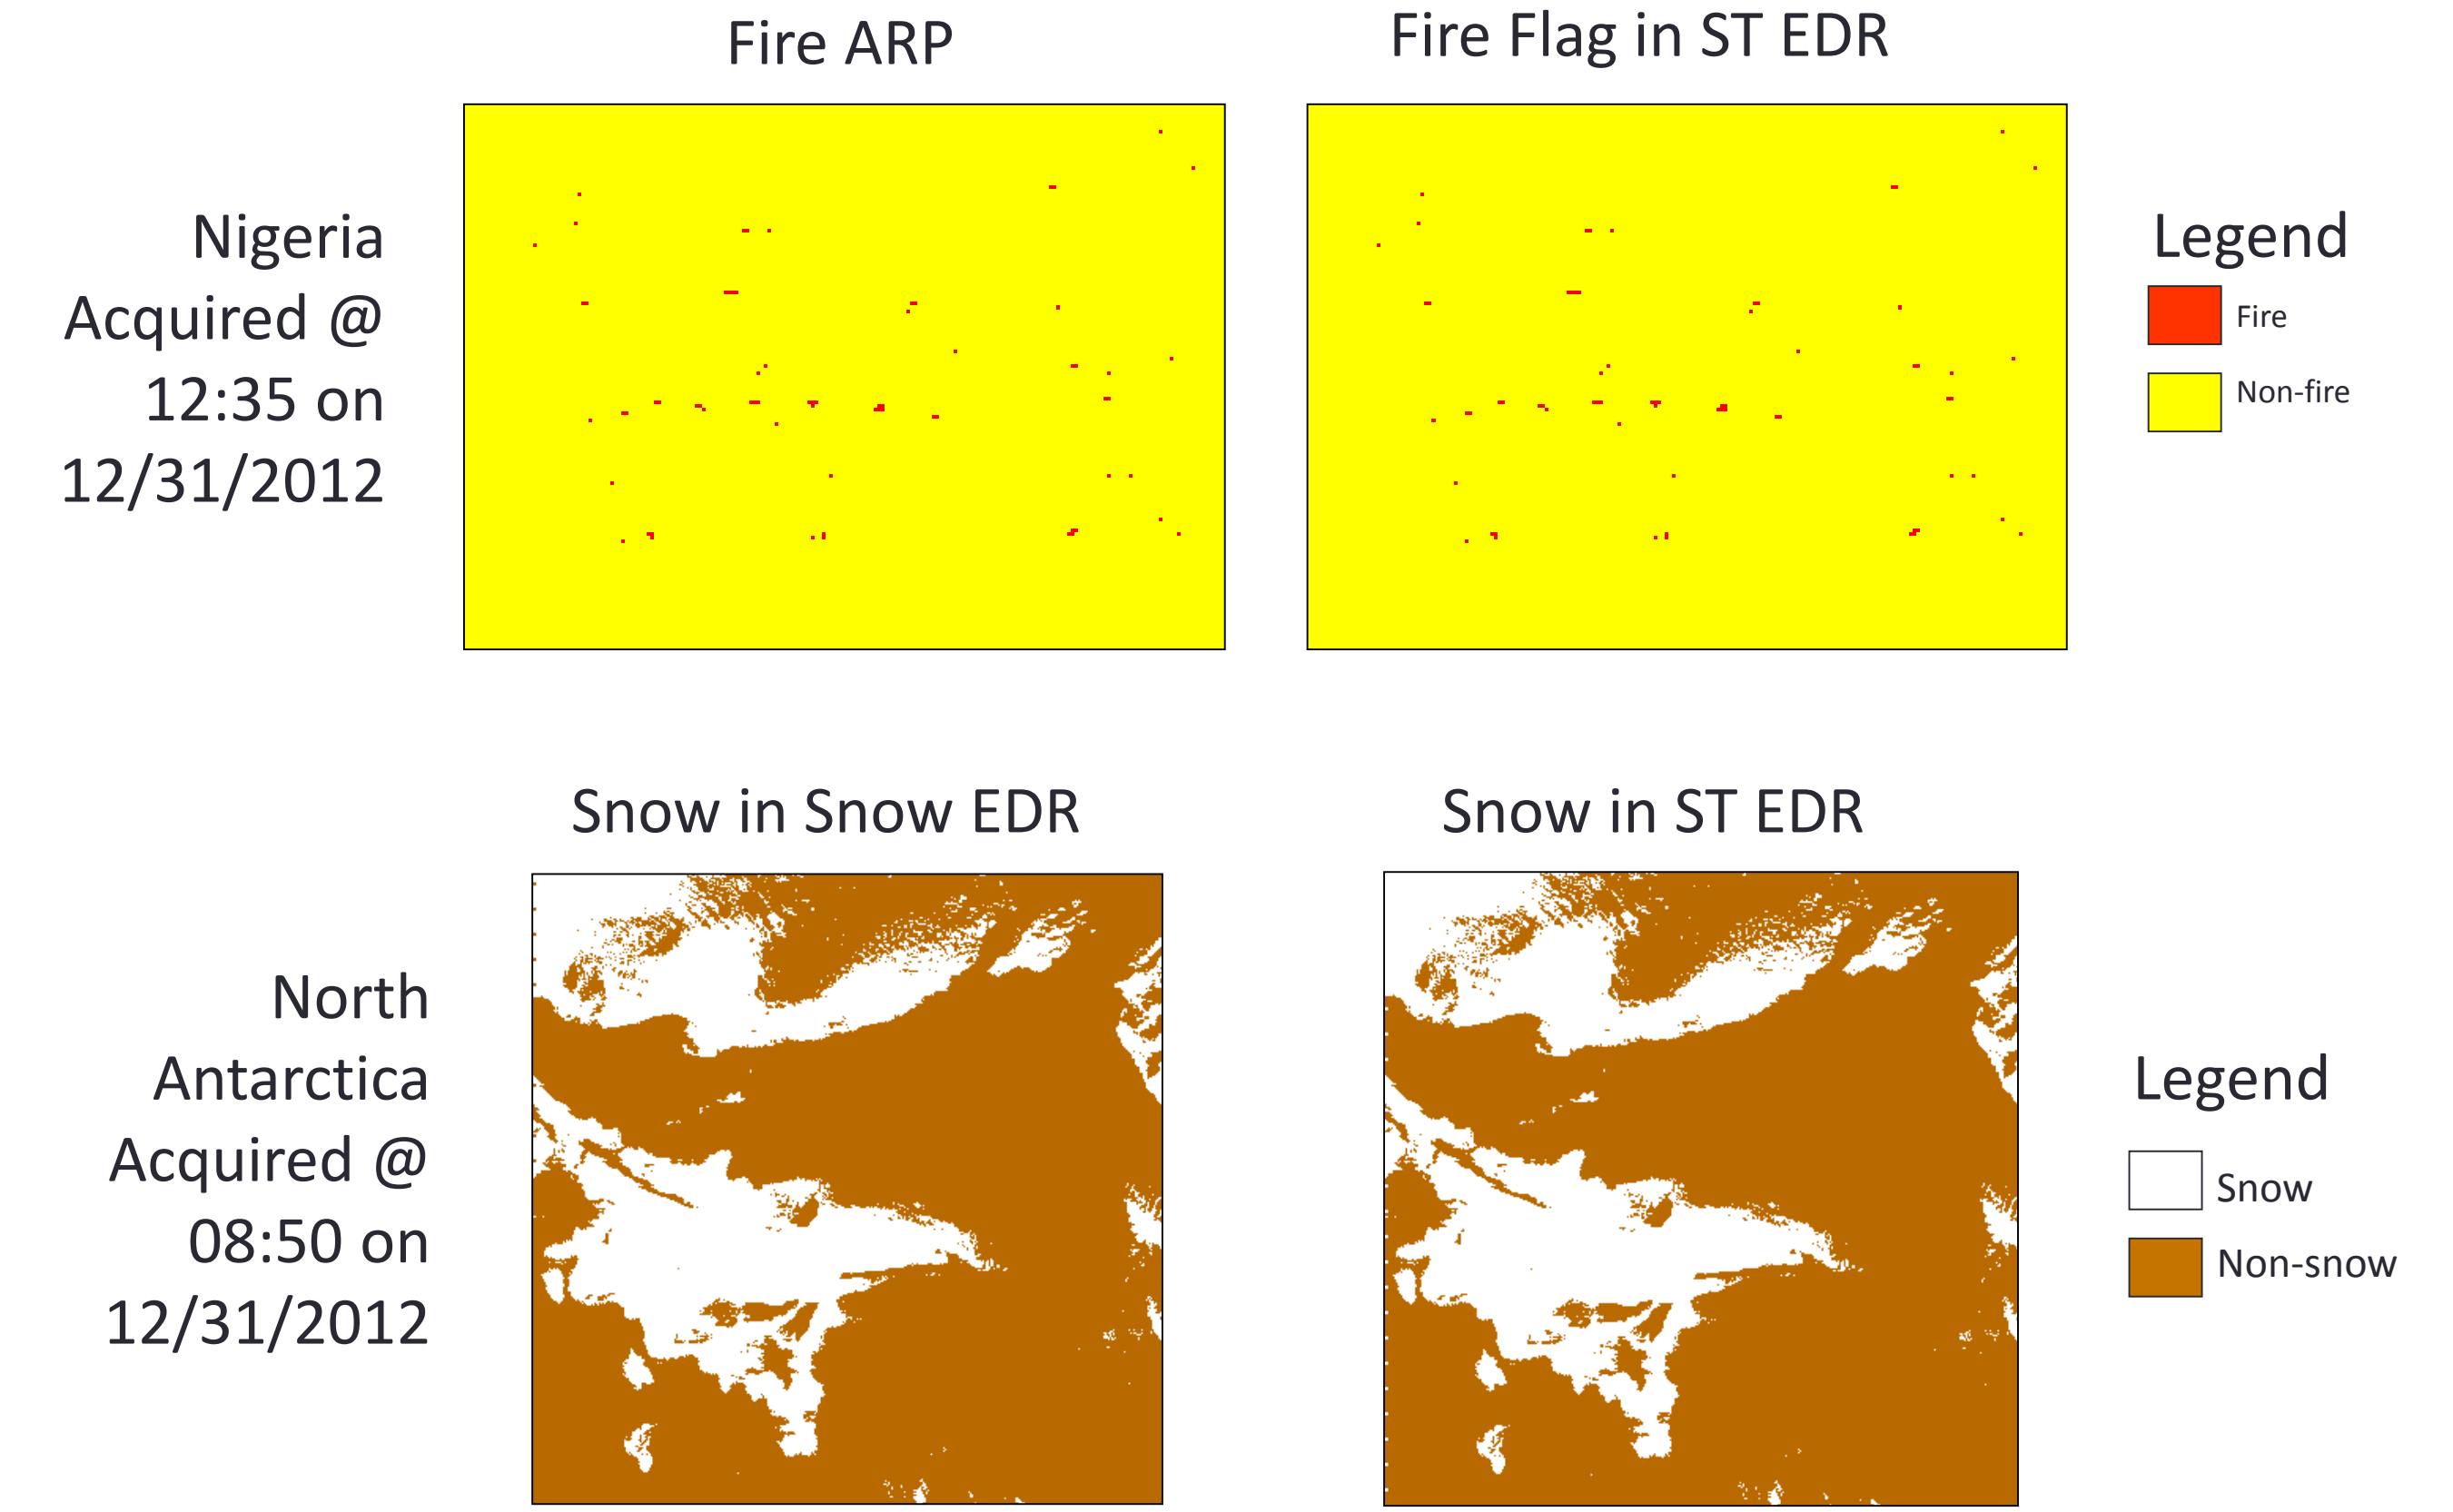 Fire ARP
Fire Flag in ST EDR
Nigeria
Acquired @
12:35 on
12/31/2012
Legend
Fire
Non-fire
Snow in Snow EDR
Snow in ST EDR
North
Antarctica
Acquired @
08:50 on
12/31/2012
Legend
Snow
Non-snow